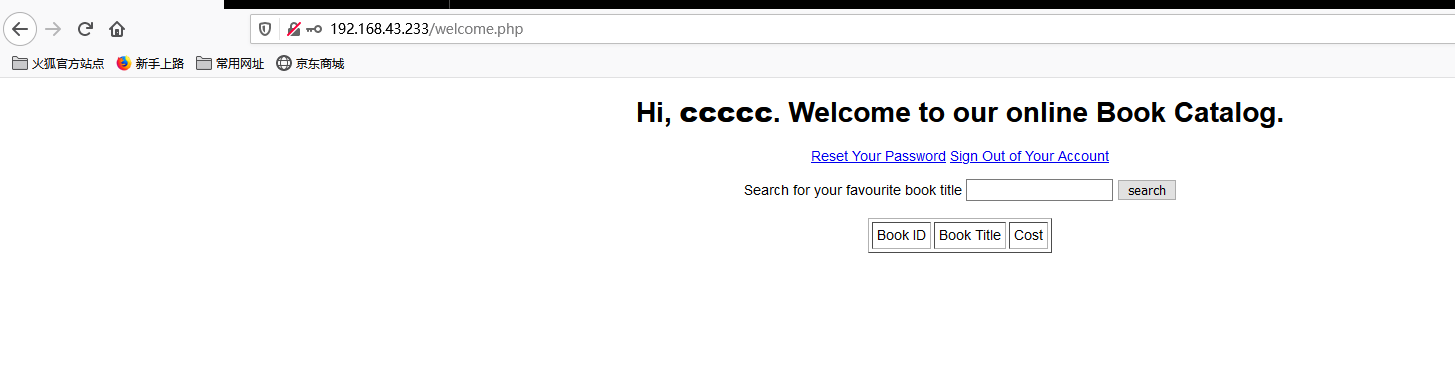 192.168.43.233/welcome.php
火狐官方站点 新手上路 常用网址 京东商城
Hi, ccccc. Welcome to our online Book Catalog.
Reset Your Password Sign Out of Your Account
Search for your favourite book title search
Book ID Book Title Cost